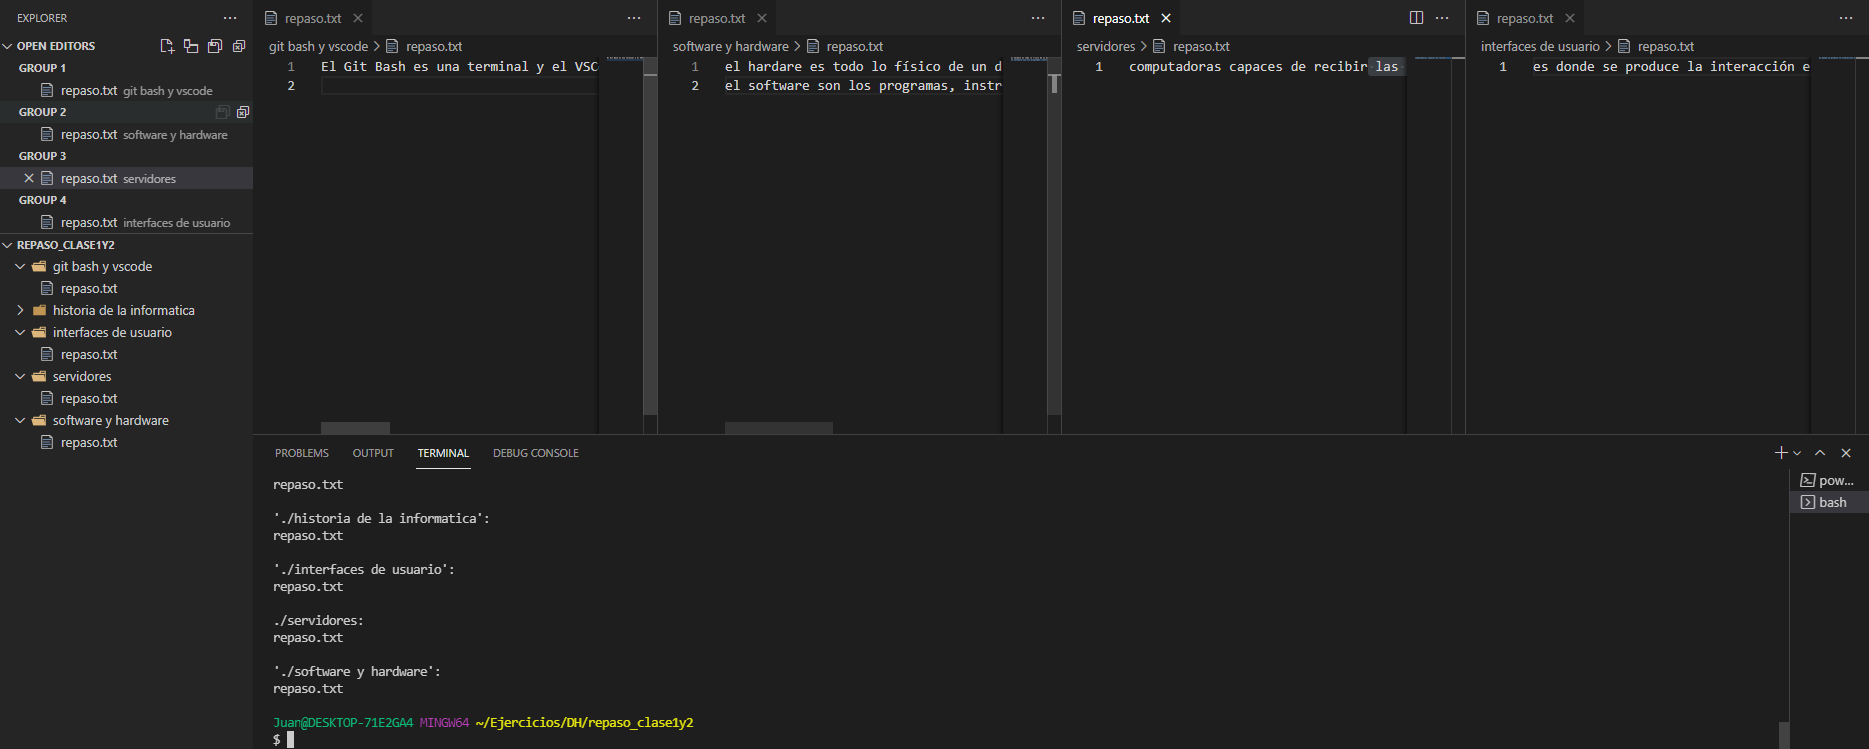 EXPLORER
OPEN EDITORS
GROUP 1
repaso.txt git bash y vscode
GROUP 2
repaso.txt software y hardware
GROUP 3
repaso.txt servidores
GROUP 4
repaso.txt interfaces de usuario
REPASO_CLASE1Y2
git bash y vscode
repaso.txt
historia de la informatica
interfaces de usuario
repaso.txt
servidores
repaso.txt
software y hardware
repaso.txt
repaso.txt
git bash y vscode > repaso.txt
1 El Git Bash es una terminal y el VSC
2
repaso.txt
software y hardware > repaso.txt
1 el hardare es todo lo físico de un d
2 el software son los programas, instr
repaso.txt
servidores > repaso.txt
1 computadoras capaces de recibir las
repaso.txt
interfaces de usuario > repaso.txt
1 es donde se produce la interacción e
PROBLEMS OUTPUT TERMINAL DEBUG CONSOLE
repaso.txt
'./historia de la informatica':
repaso.txt
'./interfaces de usuario':
repaso.txt
./servidores:
repaso.txt
'./software y hardware':
repaso.txt
Juan@DESKTOP-71E2GA4 MINGW64 ~/Ejercicios/DH/repaso_clase1y2
$
pow...
bash